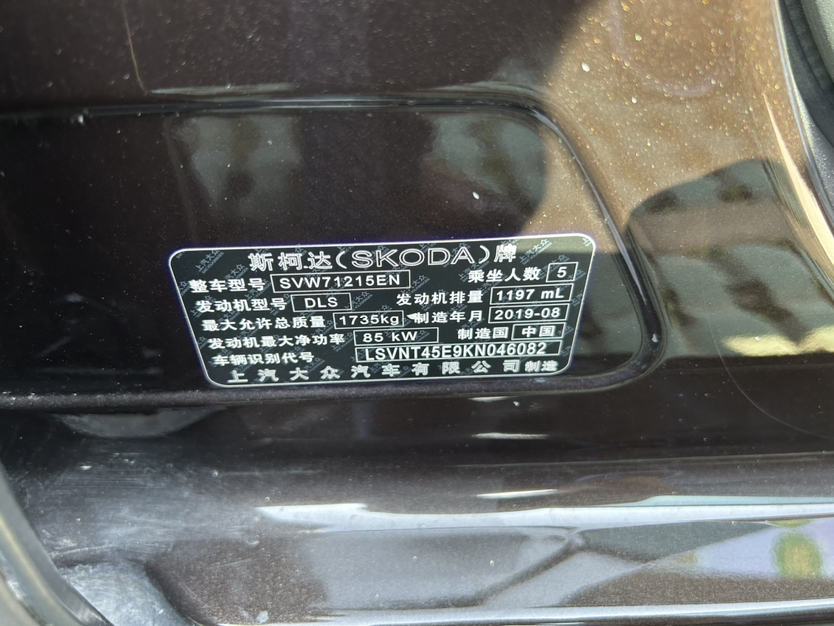 斯柯达(SKODA)牌
整车型号 SVW71215EN 乘坐人数 5
发动机型号 DLS 发动机排量 1197 mL
最大允许总质量 1735kg 制造年月 2019-08
发动机最大净功率 85 kW 制造国 中国
车辆识别代号 LSVNT45E9KN046082
上汽大众汽车有限公司制造